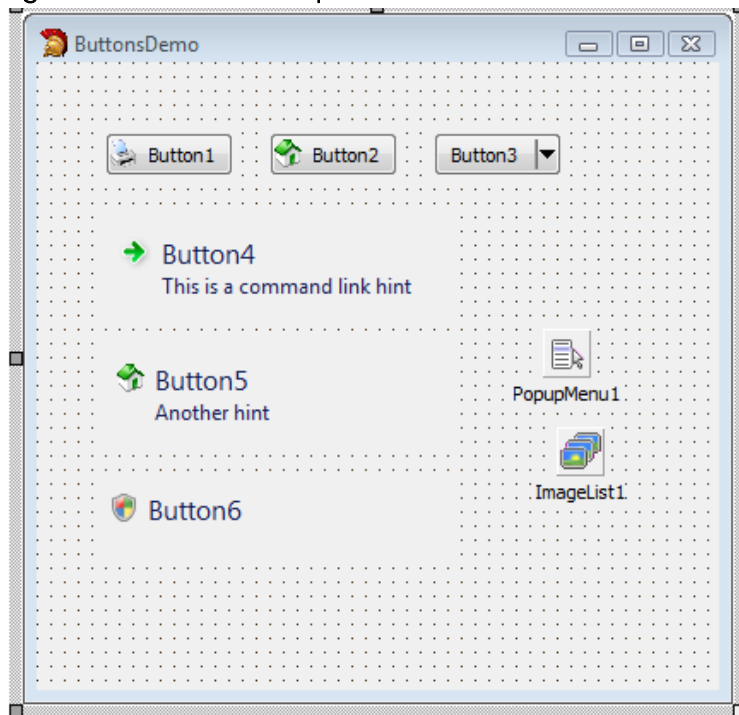 ButtonsDemo
Button1 Button2 Button3
Button4
This is a command link hint
Button5
Another hint
PopupMenu1
ImageList1
Button6